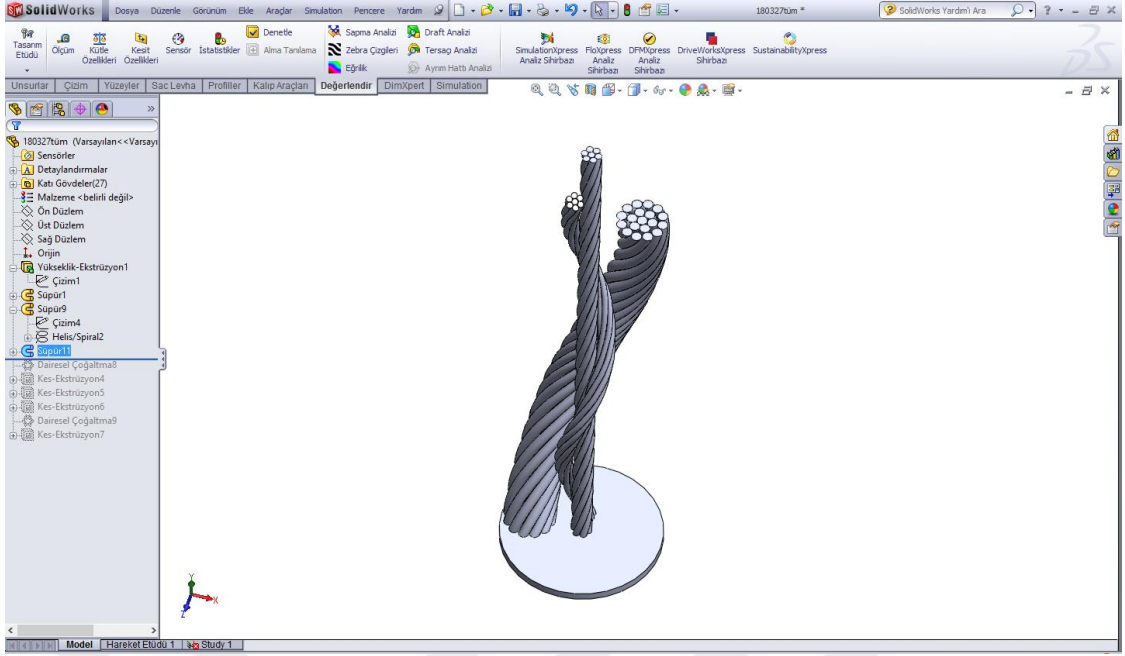 SolidWorks Dosya Düzenle Görünüm Ekle Araçlar Simulation Pencere Yardım 180327tüm * SolidWorks Yardım'ı Ara
Tasarım Etüdü
Ölçüm
Kütle Özellikleri
Kesit Özellikleri
Sensör
İstatistikler
Denetle
Alma Tanılama
Sapma Analizi
Zebra Çizgileri
Eğrilik
Draft Analizi
Tersag Analizi
Ayrım Hattı Analizi
SimulationXpress Analiz Sihirbazı
FloXpress Analiz Sihirbazı
DFMXpress Analiz Sihirbazı
DriveWorksXpress Sihirbazı
SustainabilityXpress
Unsurlar Çizim Yüzeyler Sac Levha Profiller Kalıp Araçları Değerlendir DimXpert Simulation
180327tüm (Varsayılan<<Varsayı
Sensörler
Detaylandırmalar
Katı Gövdeler(27)
Malzeme <belirli değil>
Ön Düzlem
Üst Düzlem
Sağ Düzlem
Orijin
Yükseklik-Ekstrüzyon1
Çizim1
Süpür1
Süpür9
Çizim4
Helis/Spiral2
Süpür11
Dairesel Çoğaltma8
Kes-Ekstrüzyon4
Kes-Ekstrüzyon5
Kes-Ekstrüzyon6
Dairesel Çoğaltma9
Kes-Ekstrüzyon7
Y
X
Z
Model Hareket Etüdü 1 Study 1